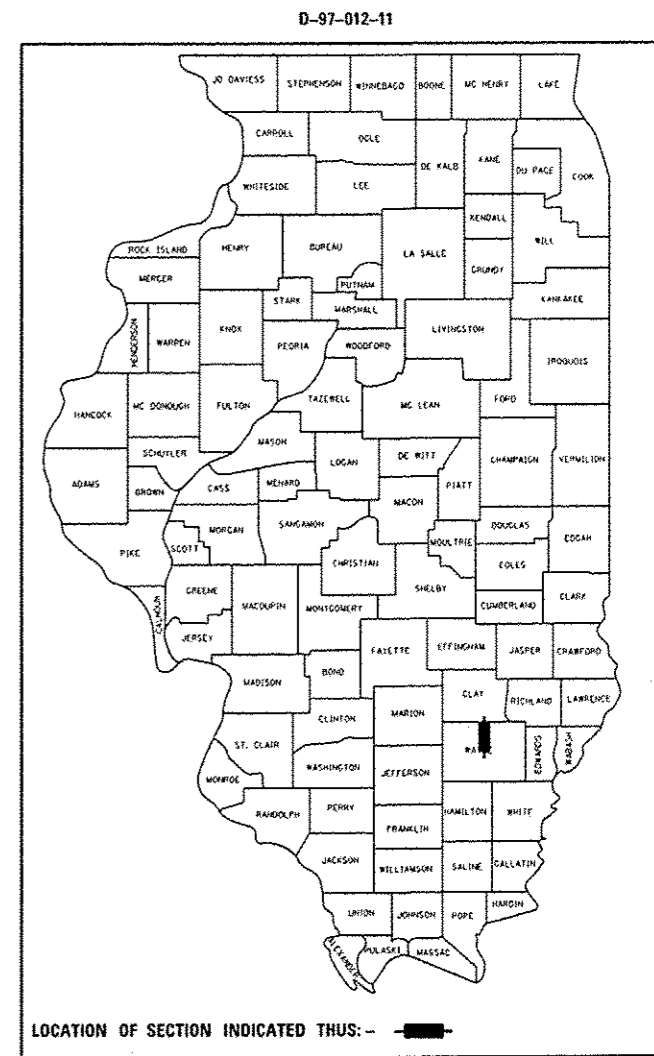 D-97-012-11
JO DAVIESS STEPHENSON WINNEBAGO BOONE MC HENRY LAKE
CARROLL OGLE DE KALB KANE DU PAGE COOK
WHITESIDE LEE
KENDALL WILL
ROCK ISLAND HENRY BUREAU LA SALLE GRUNDY
MERCER PUTNAM KANKAKEE
STARK MARSHALL
HENDERSON WARREN KNOX PEORIA WOODFORD LIVINGSTON IROQUOIS
HANCOCK MC DONOUGH FULTON TAZEWELL MC LEAN FORD
MASON
SCHUYLER LOGAN DE WITT CHAMPAIGN VERMILION
ADAMS BROWN CASS MENARD PIATT
MACON
MORGAN SANGAMON DOUGLAS
PIKE SCOTT CHRISTIAN MOULTRIE EDGAR
COLES
GREENE MACOUPIN MONTGOMERY SHELBY CLARK
CALHOUN CUMBERLAND
JERSEY FAYETTE EFFINGHAM JASPER CRAWFORD
MADISON BOND
CLAY RICHLAND LAWRENCE
CLINTON MARION
ST. CLAIR WABASH
WASHINGTON JEFFERSON EDWARDS
MONROE
RANDOLPH PERRY HAMILTON WHITE
FRANKLIN
JACKSON WILLIAMSON SALINE GALLATIN
UNION JOHNSON POPE HARDIN
ALEXANDER PULASKI MASSAC
LOCATION OF SECTION INDICATED THUS: -